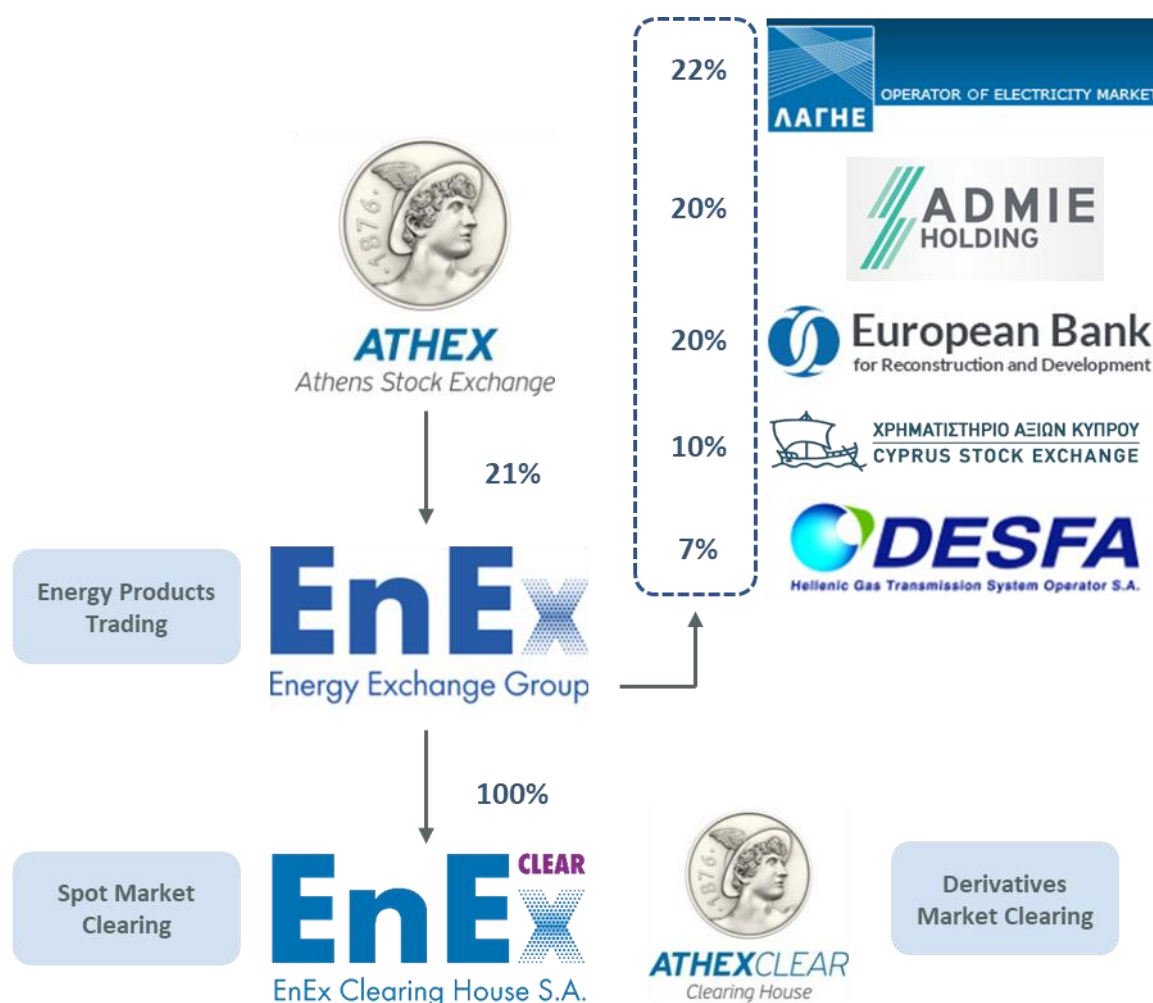 22%
ΛΑΓΗΕ
OPERATOR OF ELECTRICITY MARKET
1876
ATHEX
Athens Stock Exchange
20%
ADMIE
HOLDING
20%
European Bank
for Reconstruction and Development
10%
ΧΡΗΜΑΤΙΣΤΗΡΙΟ ΑΞΙΩΝ ΚΥΠΡΟΥ
CYPRUS STOCK EXCHANGE
7%
DESFA
Hellenic Gas Transmission System Operator S.A.
21%
Energy Products
Trading
EnEx
Energy Exchange Group
100%
Spot Market
Clearing
EnEx CLEAR
EnEx Clearing House S.A.
1876
ATHEXCLEAR
Clearing House
Derivatives
Market Clearing